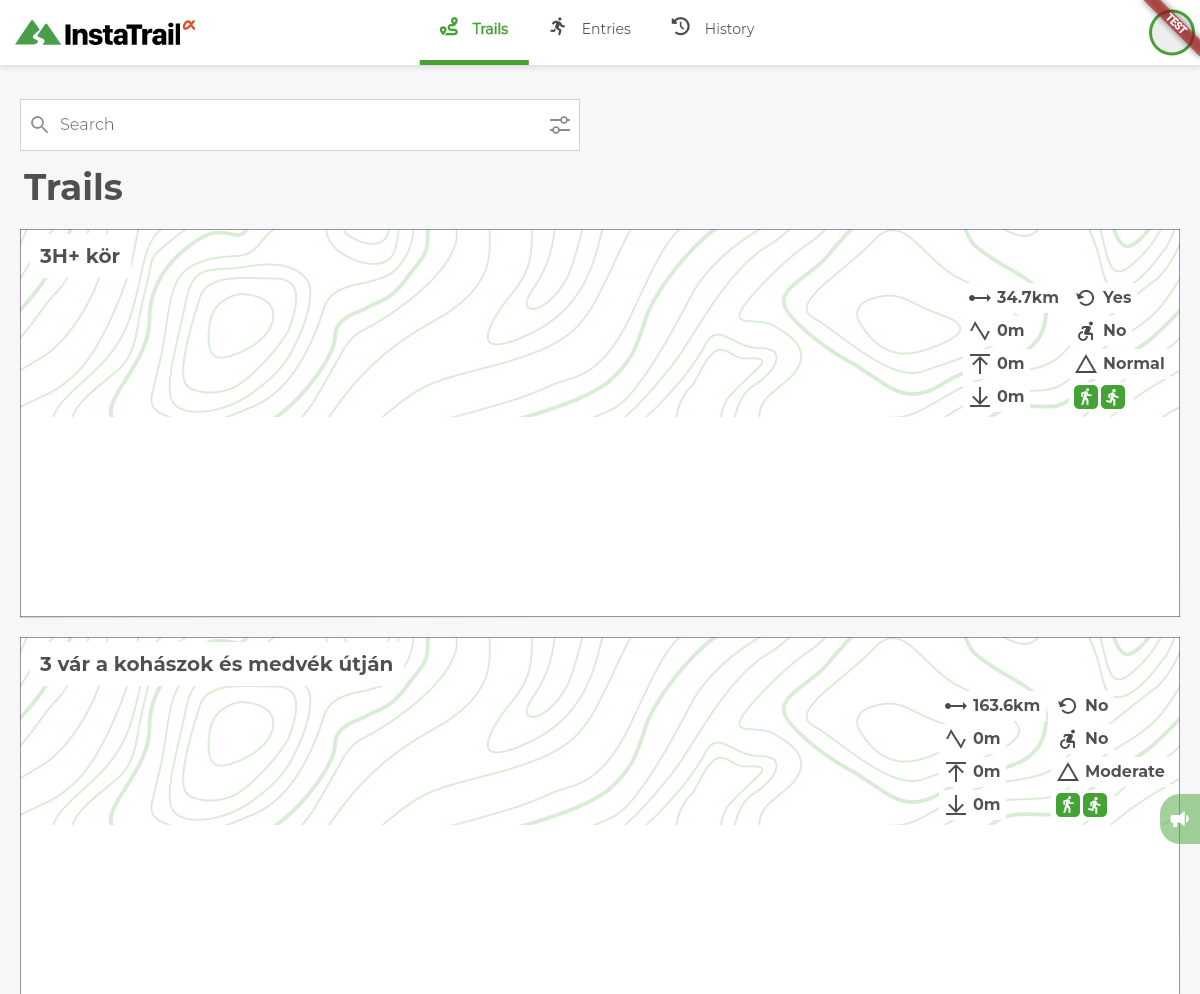 InstaTrail α
Trails
Entries
History
TEST
Search
Trails
3H+ kör
34.7km
Yes
0m
No
0m
Normal
0m
3 vár a kohászok és medvék útján
163.6km
No
0m
No
0m
Moderate
0m